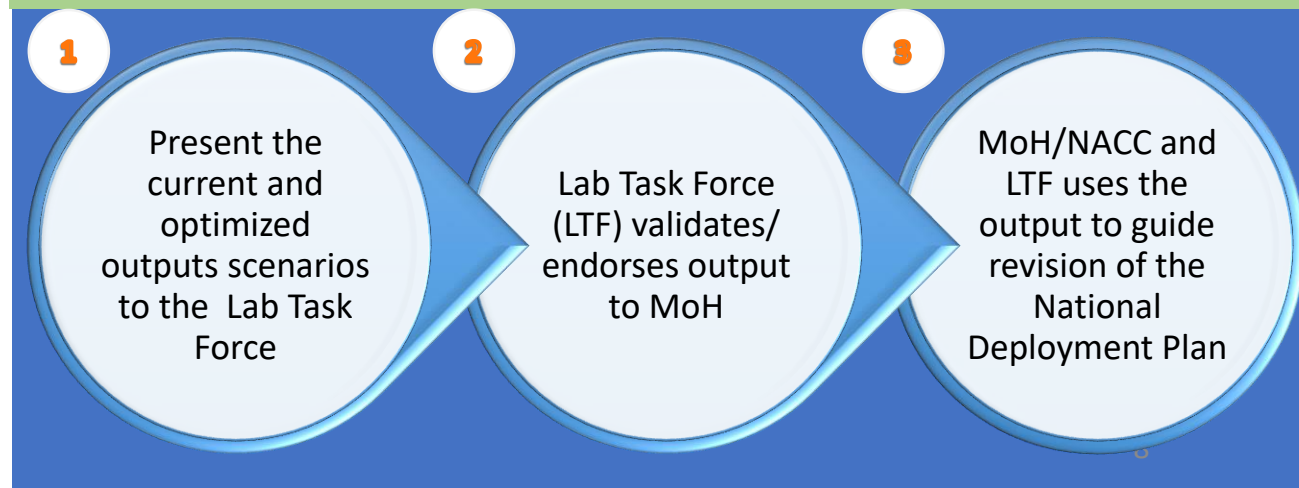 1
Present the
current and
optimized
outputs scenarios
to the Lab Task
Force
2
Lab Task Force
(LTF) validates/
endorses output
to MoH
3
MoH/NACC and
LTF uses the
output to guide
revision of the
National
Deployment Plan